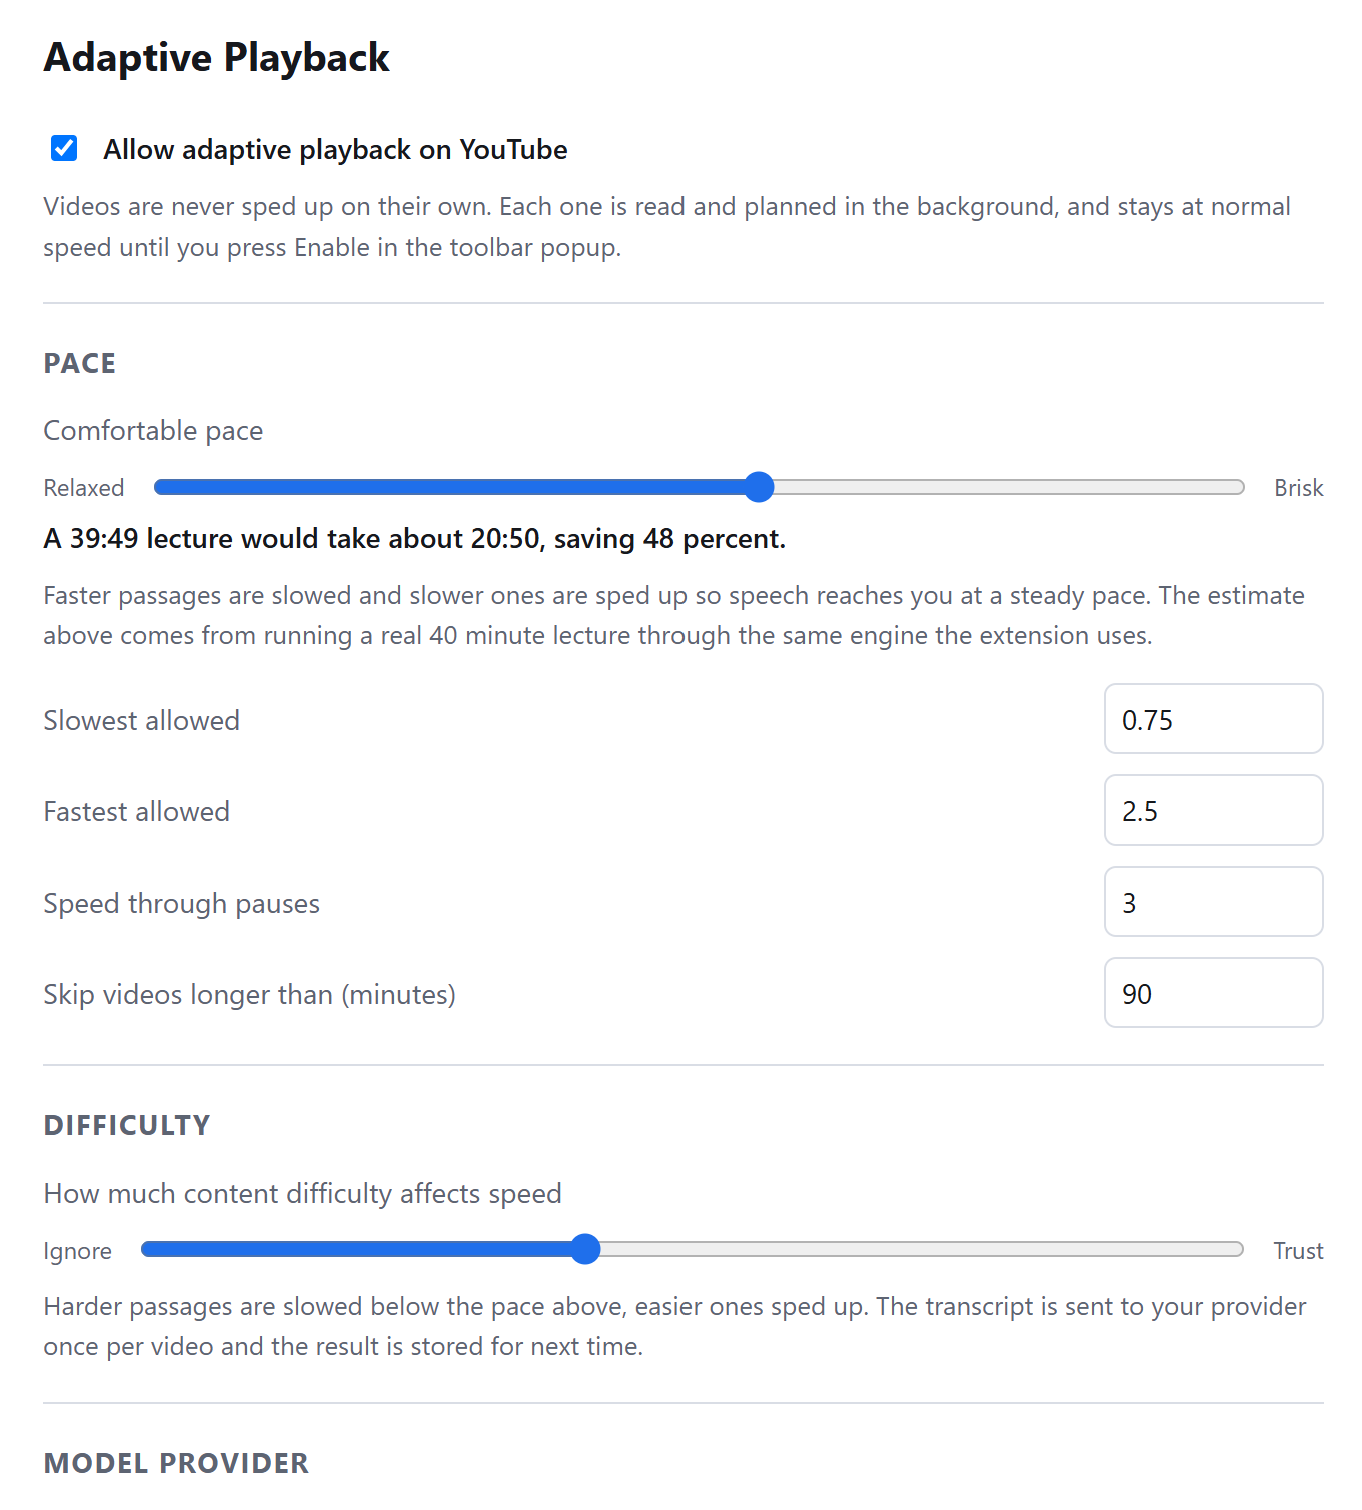 Adaptive Playback
Allow adaptive playback on YouTube
Videos are never sped up on their own. Each one is read and planned in the background, and stays at normal
speed until you press Enable in the toolbar popup.
PACE
Comfortable pace
Relaxed
Brisk
A 39:49 lecture would take about 20:50, saving 48 percent.
Faster passages are slowed and slower ones are sped up so speech reaches you at a steady pace. The estimate
above comes from running a real 40 minute lecture through the same engine the extension uses.
Slowest allowed
0.75
Fastest allowed
2.5
Speed through pauses
3
Skip videos longer than (minutes)
90
DIFFICULTY
How much content difficulty affects speed
Ignore
Trust
Harder passages are slowed below the pace above, easier ones sped up. The transcript is sent to your provider
once per video and the result is stored for next time.
MODEL PROVIDER